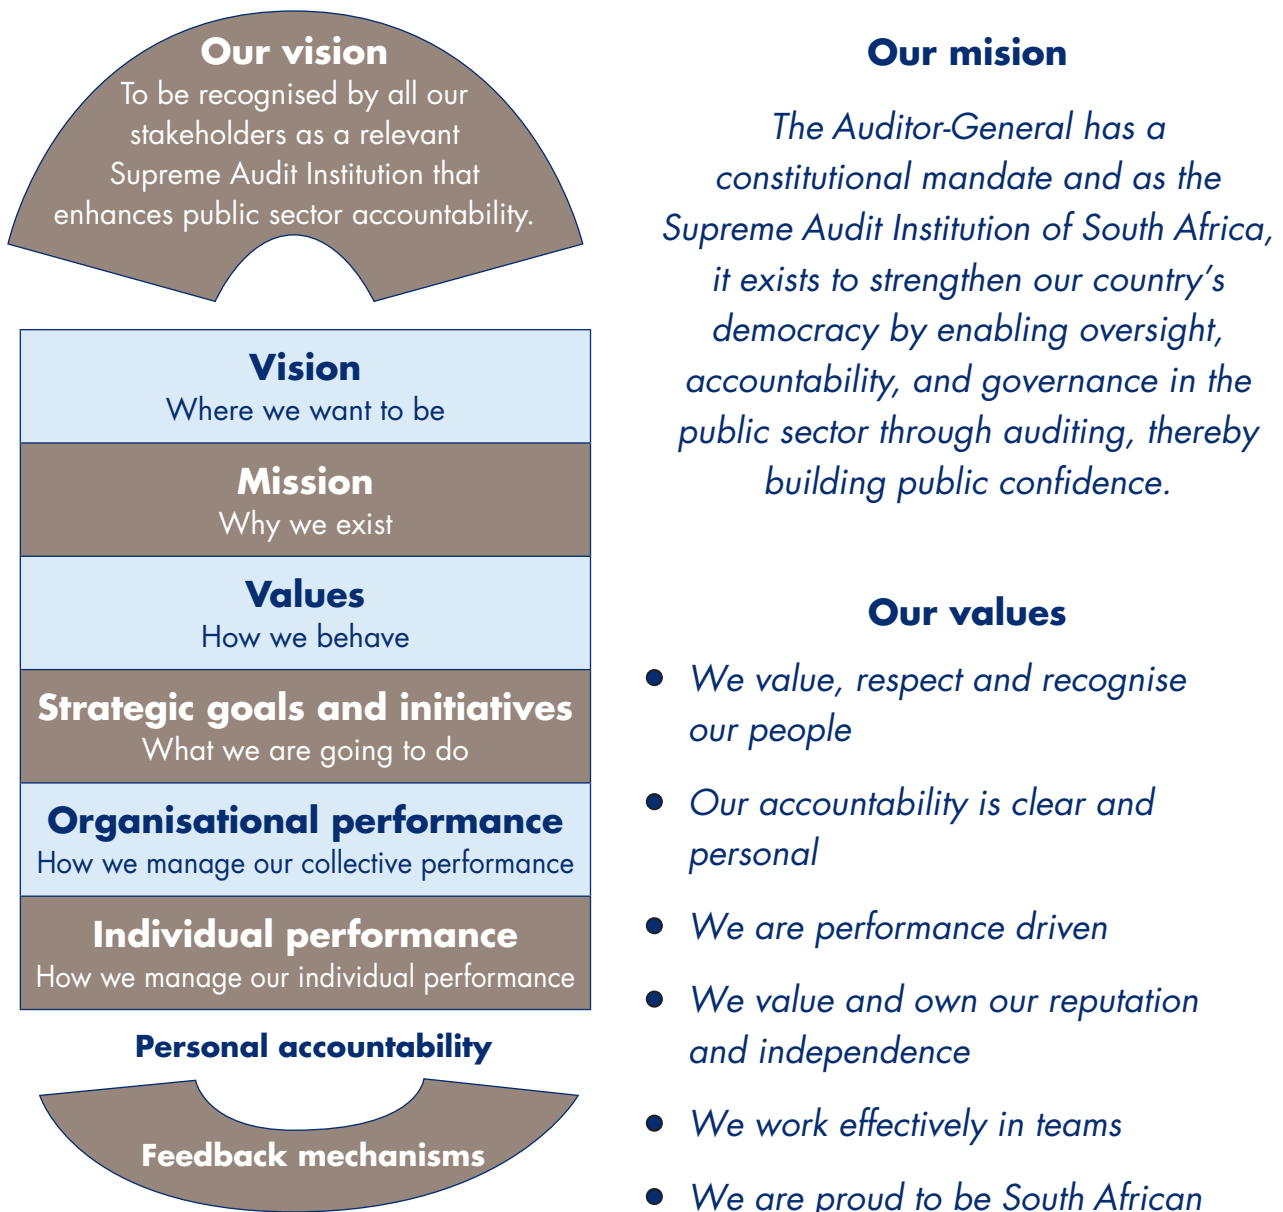 Our vision
To be recognised by all our
stakeholders as a relevant
Supreme Audit Institution that
enhances public sector accountability.
Vision
Where we want to be
Mission
Why we exist
Values
How we behave
Strategic goals and initiatives
What we are going to do
Organisational performance
How we manage our collective performance
Individual performance
How we manage our individual performance
Personal accountability
Feedback mechanisms
Our mision
The Auditor-General has a
constitutional mandate and as the
Supreme Audit Institution of South Africa,
it exists to strengthen our country’s
democracy by enabling oversight,
accountability, and governance in the
public sector through auditing, thereby
building public confidence.
Our values
• We value, respect and recognise
our people
• Our accountability is clear and
personal
• We are performance driven
• We value and own our reputation
and independence
• We work effectively in teams
• We are proud to be South African